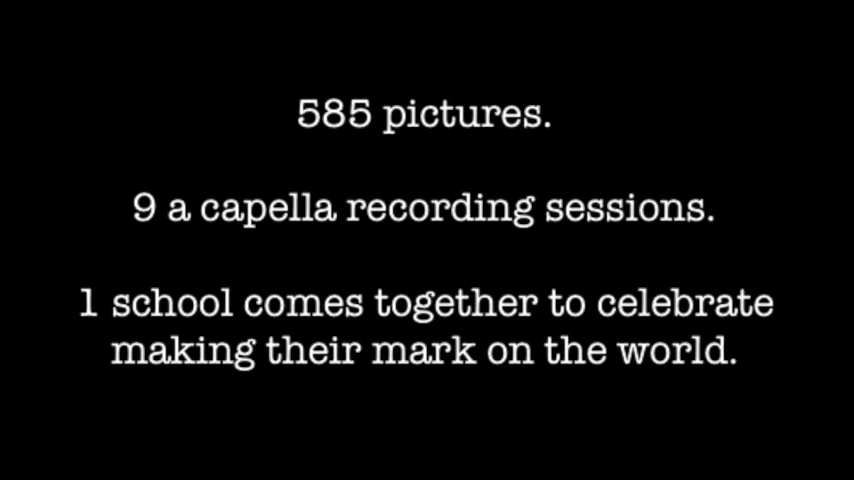 585 pictures.
9 a capella recording sessions.
1 school comes together to celebrate
making their mark on the world.